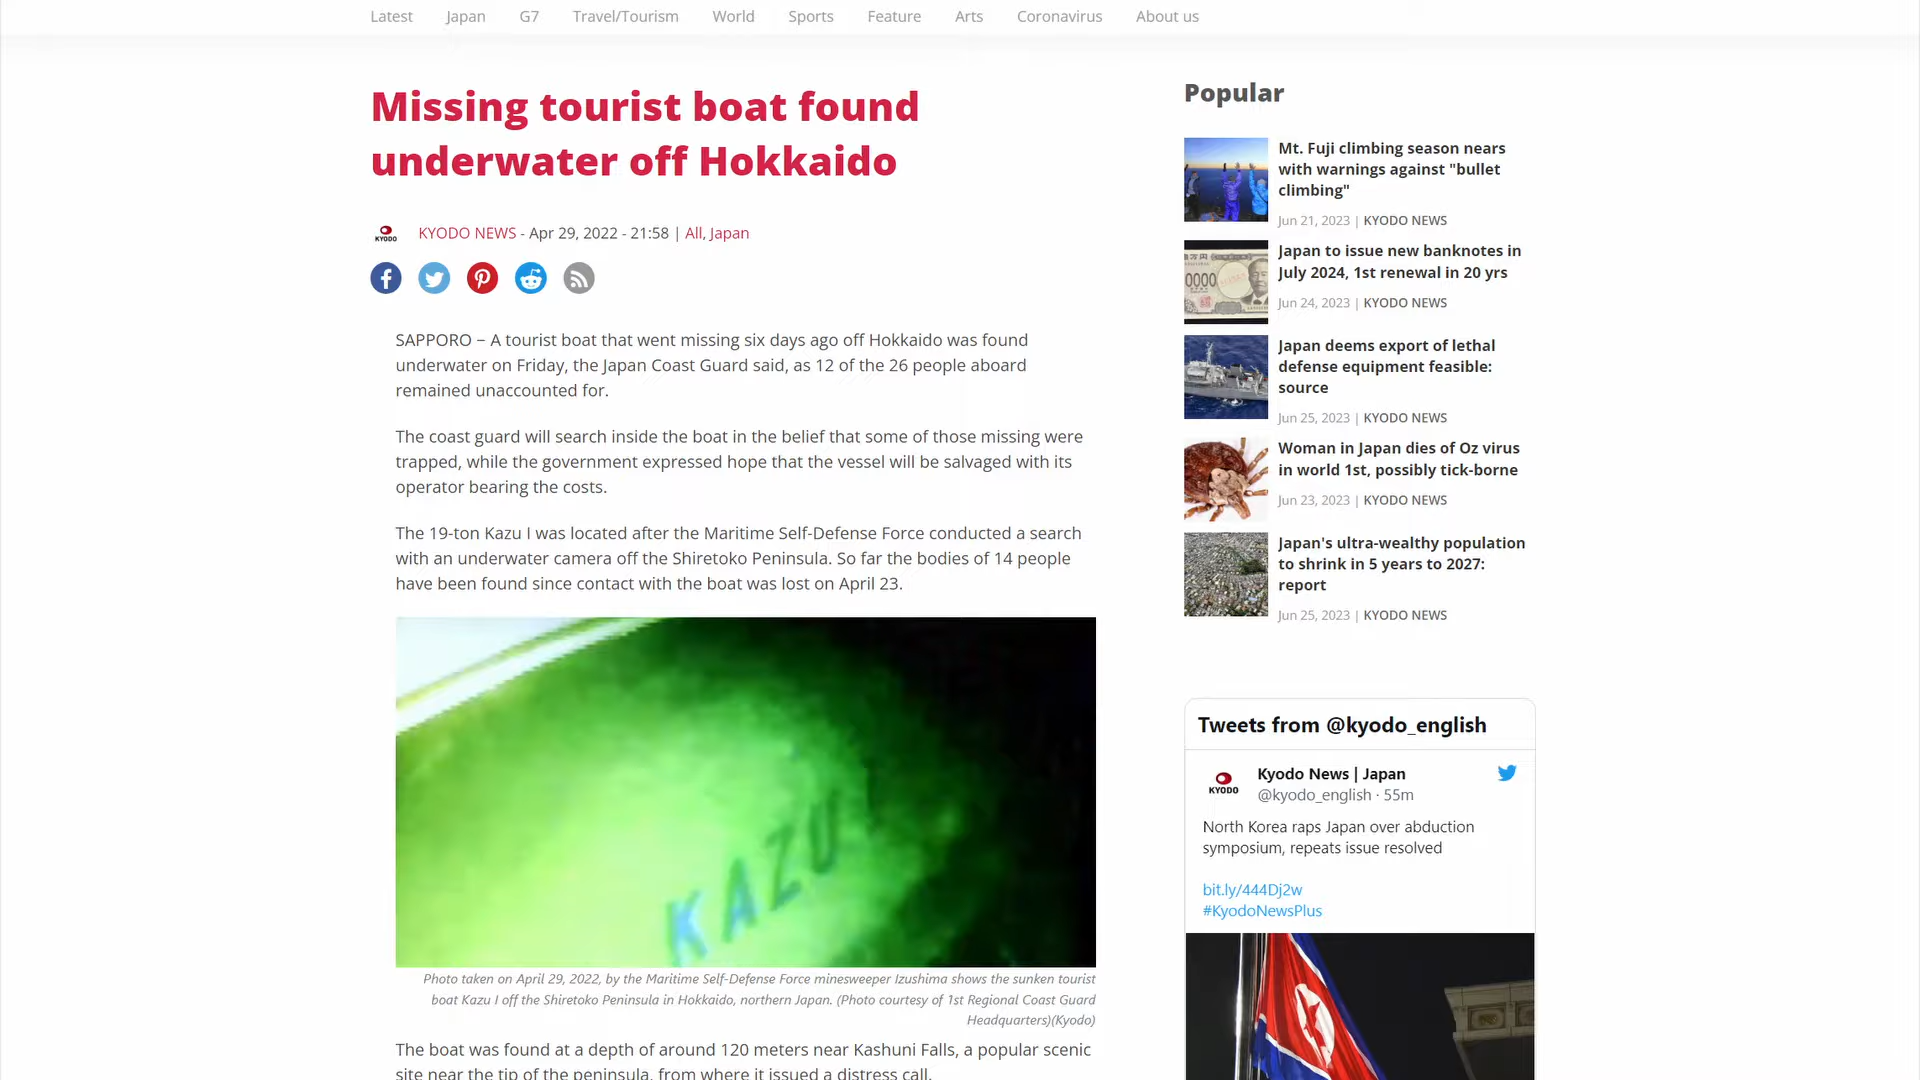 Latest Japan G7 Travel/Tourism World Sports Feature Arts Coronavirus About us
Missing tourist boat found
underwater off Hokkaido
KYODO
KYODO NEWS - Apr 29, 2022 - 21:58 | All, Japan
SAPPORO – A tourist boat that went missing six days ago off Hokkaido was found
underwater on Friday, the Japan Coast Guard said, as 12 of the 26 people aboard
remained unaccounted for.
The coast guard will search inside the boat in the belief that some of those missing were
trapped, while the government expressed hope that the vessel will be salvaged with its
operator bearing the costs.
The 19-ton Kazu I was located after the Maritime Self-Defense Force conducted a search
with an underwater camera off the Shiretoko Peninsula. So far the bodies of 14 people
have been found since contact with the boat was lost on April 23.
KAZU
Photo taken on April 29, 2022, by the Maritime Self-Defense Force minesweeper Izushima shows the sunken tourist
boat Kazu I off the Shiretoko Peninsula in Hokkaido, northern Japan. (Photo courtesy of 1st Regional Coast Guard
Headquarters)(Kyodo)
The boat was found at a depth of around 120 meters near Kashuni Falls, a popular scenic
site near the tip of the peninsula, from where it issued a distress call.
Popular
Mt. Fuji climbing season nears
with warnings against "bullet
climbing"
Jun 21, 2023 | KYODO NEWS
0000
Japan to issue new banknotes in
July 2024, 1st renewal in 20 yrs
Jun 24, 2023 | KYODO NEWS
Japan deems export of lethal
defense equipment feasible:
source
Jun 25, 2023 | KYODO NEWS
Woman in Japan dies of Oz virus
in world 1st, possibly tick-borne
Jun 23, 2023 | KYODO NEWS
Japan's ultra-wealthy population
to shrink in 5 years to 2027:
report
Jun 25, 2023 | KYODO NEWS
Tweets from @kyodo_english
KYODO
Kyodo News | Japan
@kyodo_english · 55m
North Korea raps Japan over abduction
symposium, repeats issue resolved
bit.ly/444Dj2w
#KyodoNewsPlus